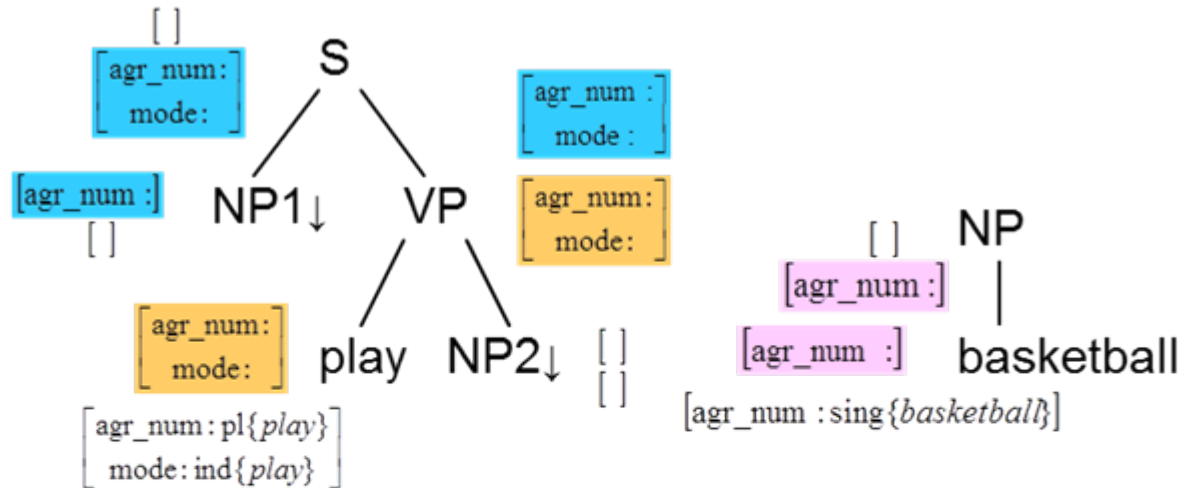 [ ]
S
[agr_num:
mode: ]
[agr_num :
mode : ]
[agr_num :]
NP1↓
VP
[agr_num:
mode: ]
[ ]
[ ]
NP
[agr_num :]
[agr_num:
mode: ]
play
NP2↓
[ ]
[ ]
[agr_num :]
basketball
[agr_num : pl{play}
mode: ind{play} ]
[agr_num : sing{basketball}]